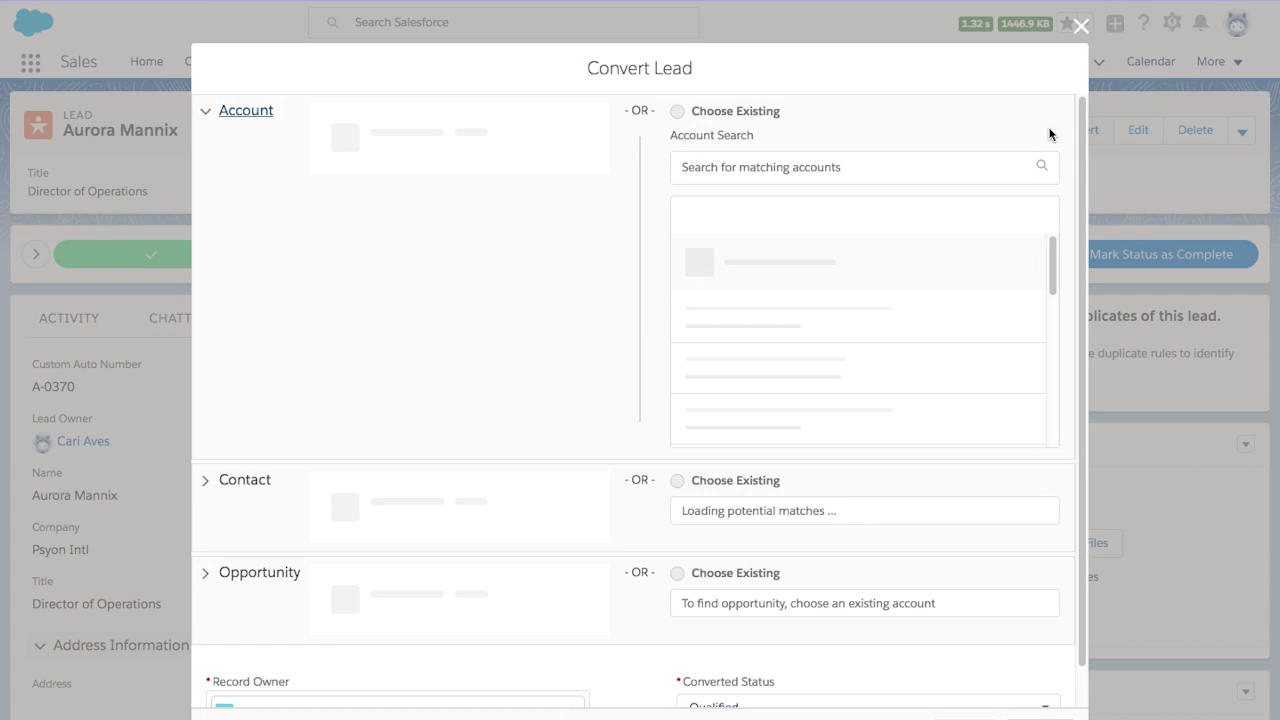 Search Salesforce
1.32 s 1446.9 KB
Sales Home Calendar More
Convert Lead
LEAD
Aurora Mannix
Title
Director of Operations
Edit Delete
Mark Status as Complete
Account
- OR - Choose Existing
Account Search
Search for matching accounts
Contact
- OR - Choose Existing
Loading potential matches ...
Opportunity
- OR - Choose Existing
To find opportunity, choose an existing account
* Record Owner
* Converted Status
Qualified
ACTIVITY CHATT
Custom Auto Number
A-0370
Lead Owner
Cari Aves
Name
Aurora Mannix
Company
Psyon Intl
Title
Director of Operations
Address Information
Address
plicates of this lead.
e duplicate rules to identify
Files